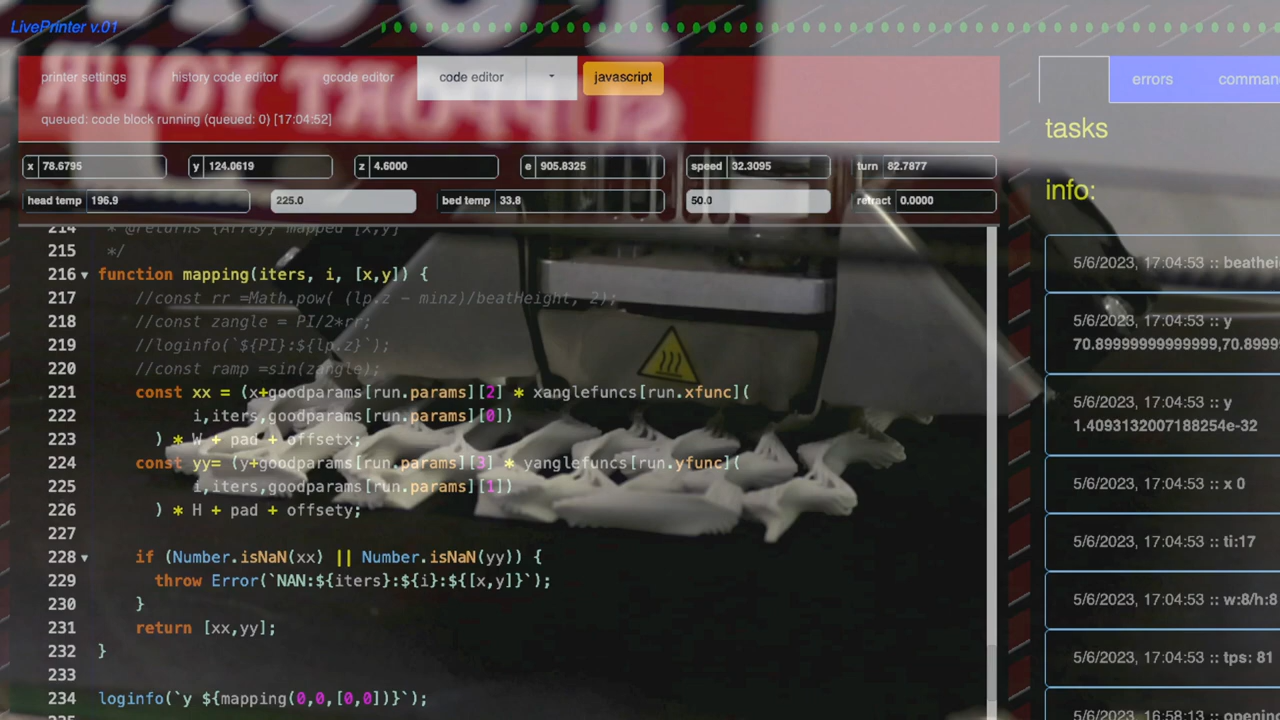 LivePrinter v.01
printer settings history code editor gcode editor code editor javascript
SUPPORT YOUR
queued: code block running (queued: 0) [17:04:52]
x 78.6795 y 124.0619 z 4.6000 e 905.8325 speed 32.3095 turn 82.7877
head temp 196.9 225.0 bed temp 33.8 50.0 retract 0.0000
214 * @returns {Array} mapped [x,y]
215 */
216 function mapping(iters, i, [x,y]) {
217 //const rr =Math.pow( (lp.z - minz)/beatHeight, 2);
218 //const zangle = PI/2*rr;
219 //loginfo(`${PI}:${lp.z}`);
220 //const ramp =sin(zangle);
221 const xx = (x+goodparams[run.params][2] * xanglefuncs[run.xfunc](
222 i,iters,goodparams[run.params][0])
223 ) * W + pad + offsetx;
224 const yy= (y+goodparams[run.params][3] * yanglefuncs[run.yfunc](
225 i,iters,goodparams[run.params][1])
226 ) * H + pad + offsety;
227
228 if (Number.isNaN(xx) || Number.isNaN(yy)) {
229 throw Error(`NAN:${iters}:${i}:${[x,y]}`);
230 }
231 return [xx,yy];
232 }
233
234 loginfo(`y ${mapping(0,0,[0,0])}`);
errors comman
tasks
info:
5/6/2023, 17:04:53 :: beathei
5/6/2023, 17:04:53 :: y
70.89999999999999,70.89999
5/6/2023, 17:04:53 :: y
1.4093132007188254e-32
5/6/2023, 17:04:53 :: x 0
5/6/2023, 17:04:53 :: ti:17
5/6/2023, 17:04:53 :: w:8/h:8
5/6/2023, 17:04:53 :: tps: 81
5/6/2023, 16:58:13 :: opening